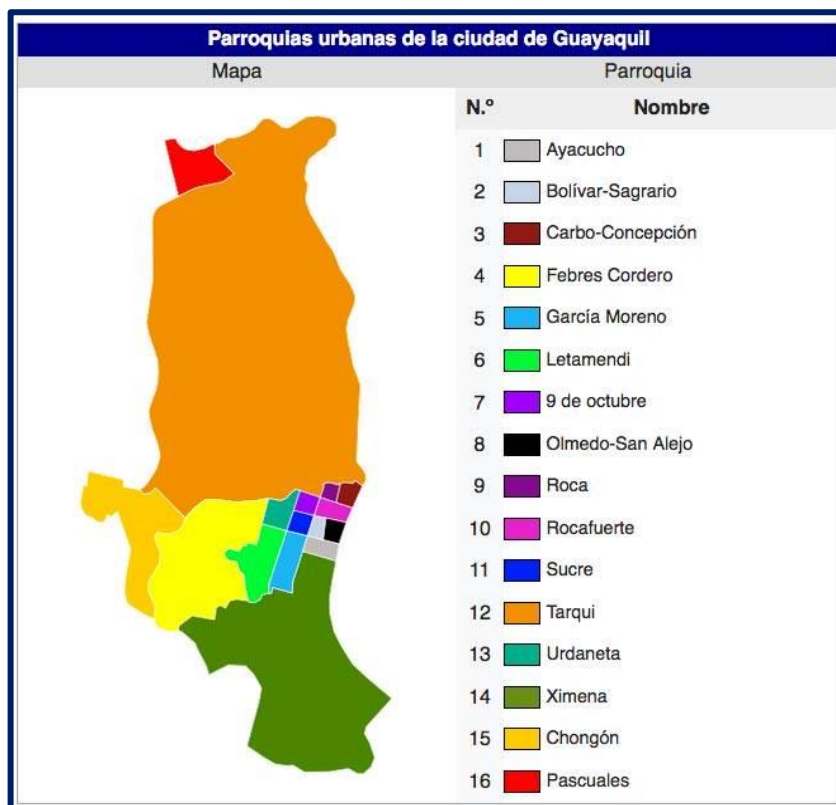 Parroquias urbanas de la ciudad de Guayaquil
Mapa Parroquia
N.º Nombre
1 Ayacucho
2 Bolívar-Sagrario
3 Carbo-Concepción
4 Febres Cordero
5 García Moreno
6 Letamendi
7 9 de octubre
8 Olmedo-San Alejo
9 Roca
10 Rocafuerte
11 Sucre
12 Tarqui
13 Urdaneta
14 Ximena
15 Chongón
16 Pascuales